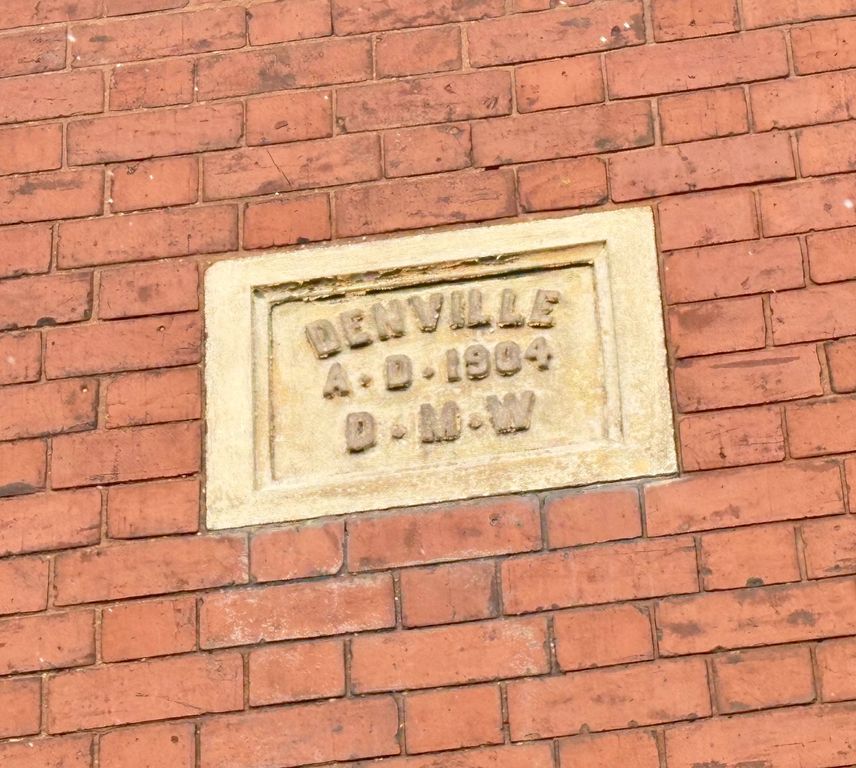 DENVILLE
A · D · 1904
D · M · W